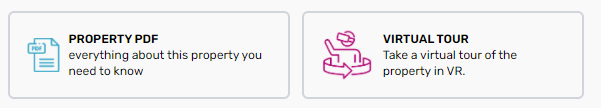 PROPERTY PDF
everything about this property you
need to know
PDF
VIRTUAL TOUR
Take a virtual tour of the
property in VR.